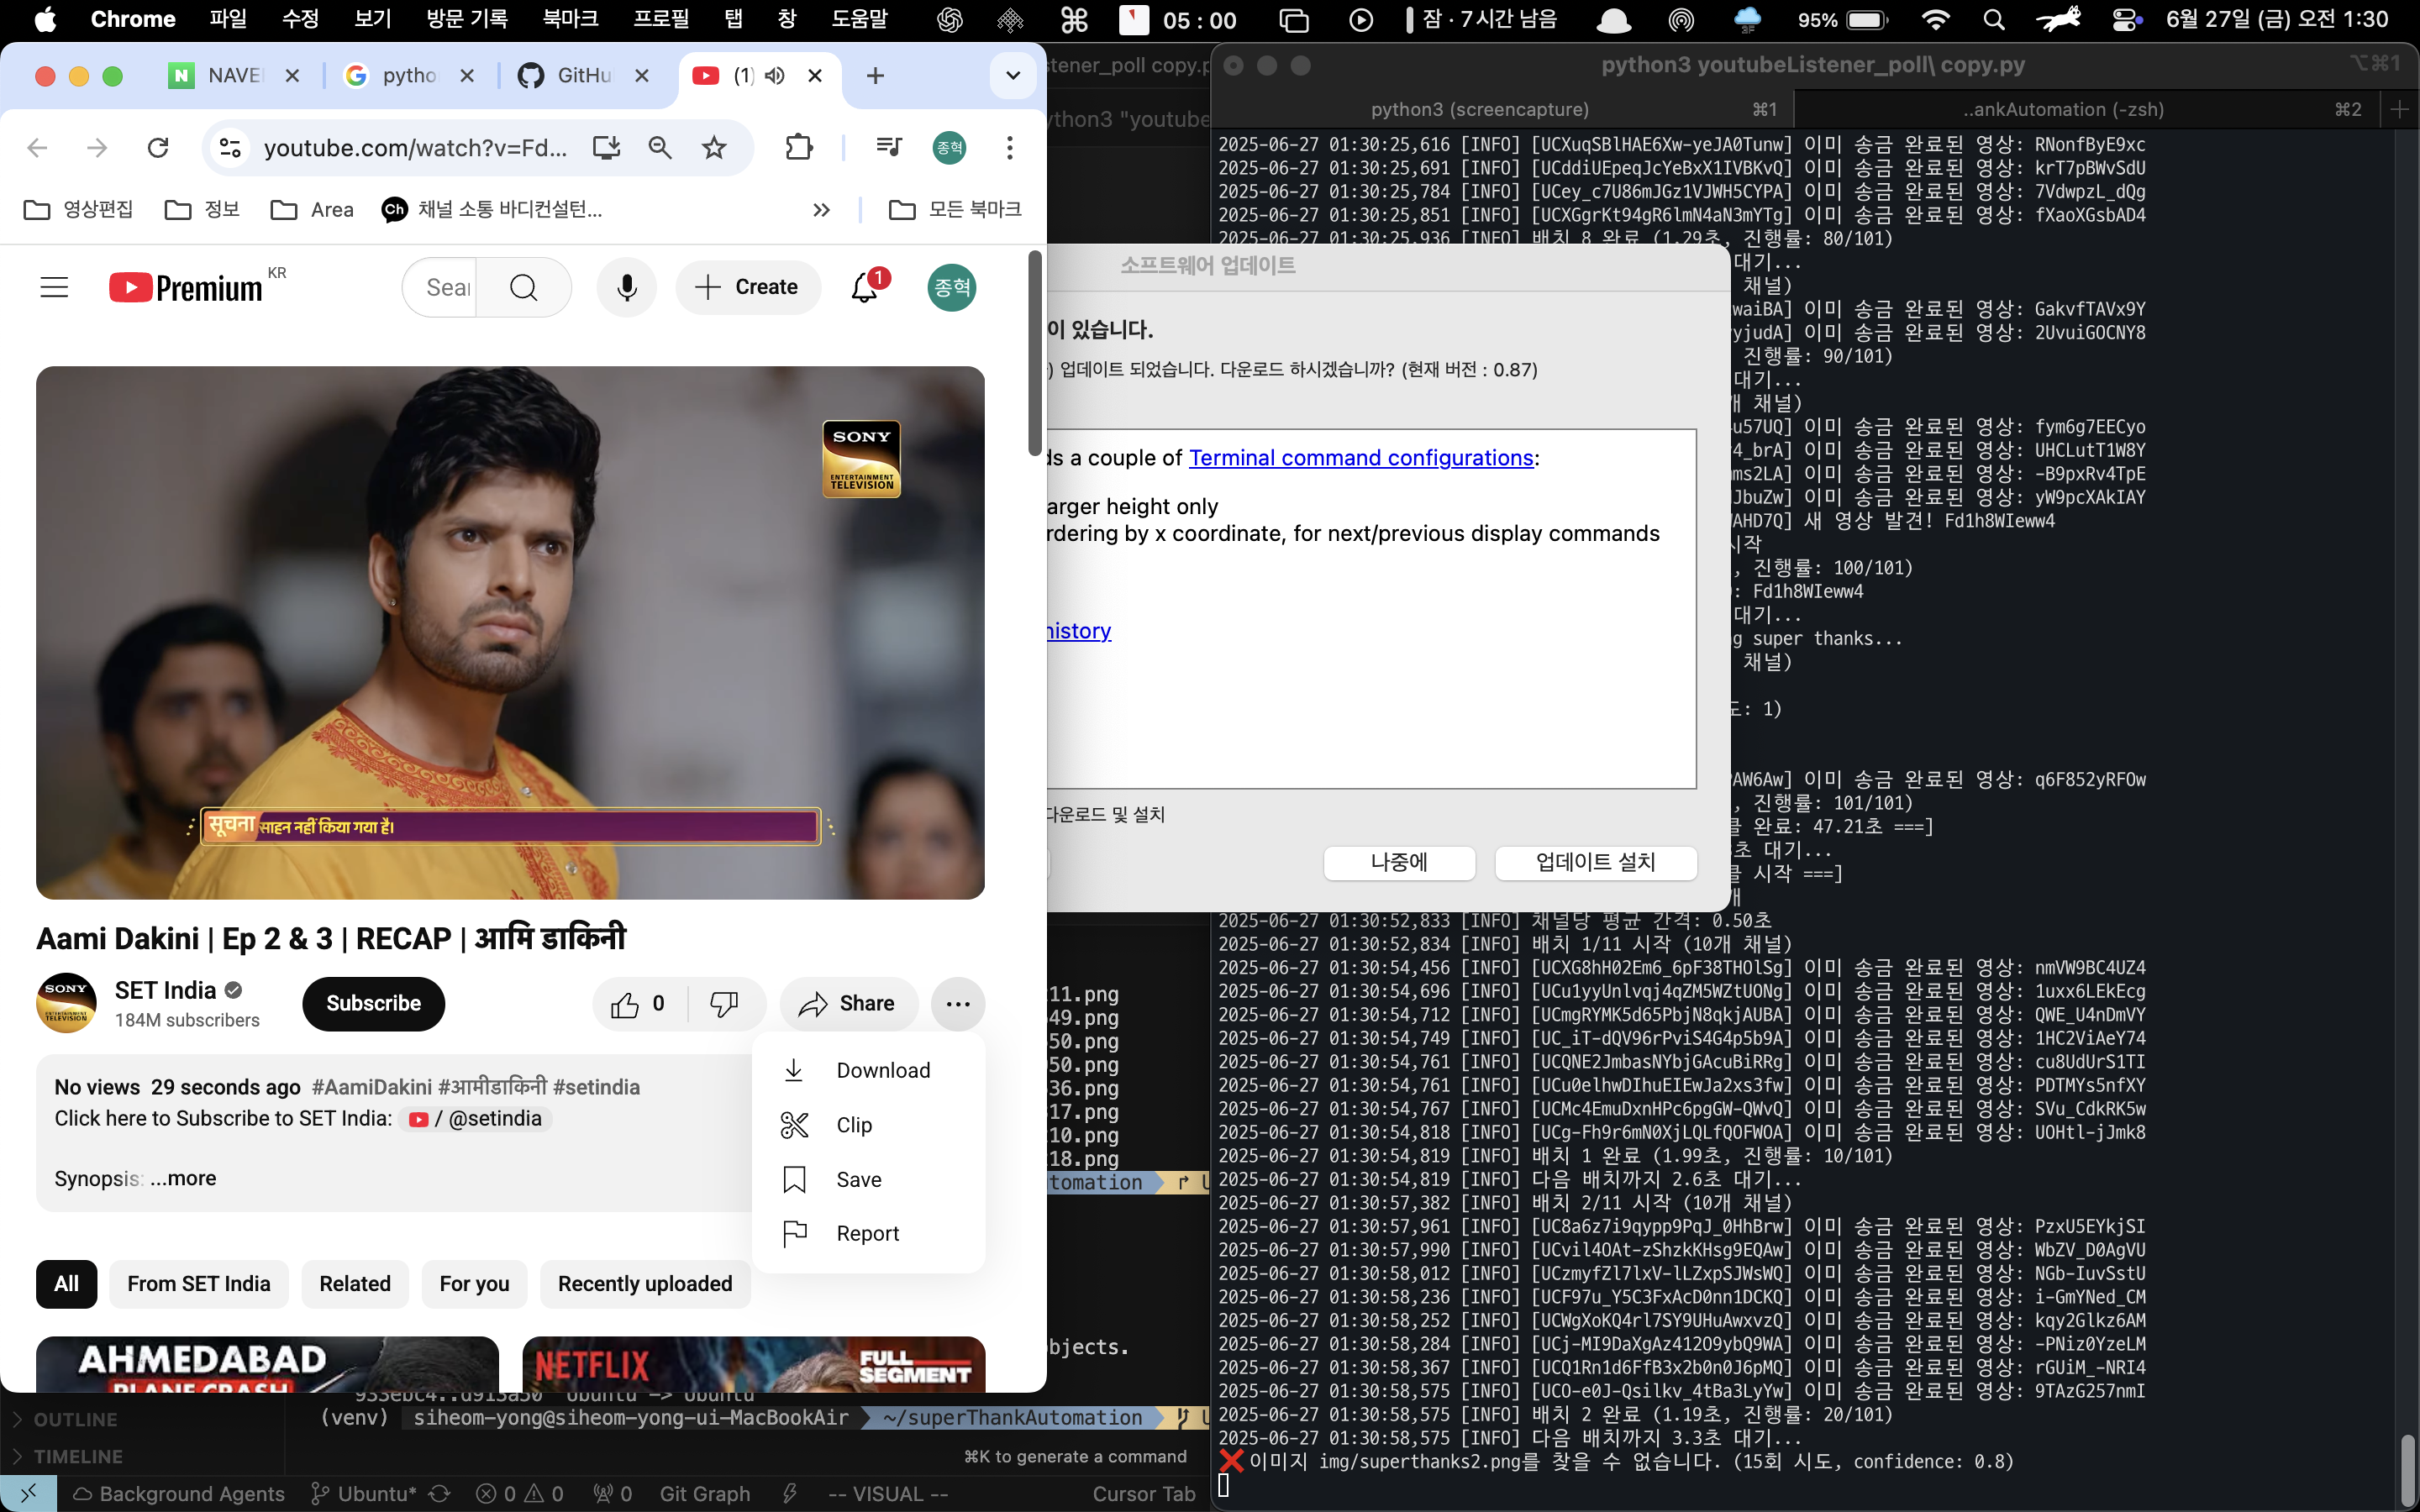 Chrome 파일 수정 보기 방문 기록 북마크 프로필 탭 창 도움말 05 : 00 잠 · 7시간 남음 3F 95% 6월 27일 (금) 오전 1:30
NAVE pytho GitHu (1)
youtube.com/watch?v=Fd... 종혁
영상편집 정보 Area Ch 채널 소통 바디컨설턴... 모든 북마크
Premium KR Sear Create 1 종혁
SONY
ENTERTAINMENT
TELEVISION
सूचना साहन नहीं किया गया है।
Aami Dakini | Ep 2 & 3 | RECAP | आमि डाकिनी
SET India
184M subscribers
Subscribe
0 Share
Download
Clip
Save
Report
No views 29 seconds ago #AamiDakini #आमीडाकिनी #setindia
Click here to Subscribe to SET India: / @setindia
Synopsis: ...more
All From SET India Related For you Recently uploaded
AHMEDABAD
PLANE CRASH
NETFLIX
FULL
SEGMENT
stener_poll copy.p
ython3 "youtube
소프트웨어 업데이트
이 있습니다.
) 업데이트 되었습니다. 다운로드 하시겠습니까? (현재 버전 : 0.87)
ds a couple of Terminal command configurations:
arger height only
rdering by x coordinate, for next/previous display commands
history
다운로드 및 설치
나중에 업데이트 설치
11.png
49.png
50.png
50.png
36.png
17.png
10.png
18.png
tomation
bjects.
933ebc4..d913a50 Ubuntu -> Ubuntu
(venv) siheom-yong@siheom-yong-ui-MacBookAir ~/superThankAutomation
⌘K to generate a command
OUTLINE
TIMELINE
Background Agents Ubuntu* 0 0 0 Git Graph -- VISUAL -- Cursor Tab
python3 youtubeListener_poll\ copy.py ⌥⌘1
python3 (screencapture) ⌘1 ..ankAutomation (-zsh) ⌘2
2025-06-27 01:30:25,616 [INFO] [UCXuqSBlHAE6Xw-yeJA0Tunw] 이미 송금 완료된 영상: RNonfByE9xc
2025-06-27 01:30:25,691 [INFO] [UCddiUEpeqJcYeBxX1IVBKvQ] 이미 송금 완료된 영상: krT7pBWvSdU
2025-06-27 01:30:25,784 [INFO] [UCey_c7U86mJGz1VJWH5CYPA] 이미 송금 완료된 영상: 7VdwpzL_dQg
2025-06-27 01:30:25,851 [INFO] [UCXGgrKt94gR6lmN4aN3mYTg] 이미 송금 완료된 영상: fXaoXGsbAD4
2025-06-27 01:30:25,936 [INFO] 배치 8 완료 (1.29초, 진행률: 80/101)
대기...
채널)
waiBA] 이미 송금 완료된 영상: GakvfTAVx9Y
yjudA] 이미 송금 완료된 영상: 2UvuiGOCNY8
진행률: 90/101)
대기...
개 채널)
u57UQ] 이미 송금 완료된 영상: fym6g7EECyo
4_brA] 이미 송금 완료된 영상: UHCLutT1W8Y
ms2LA] 이미 송금 완료된 영상: -B9pxRv4TpE
JbuZw] 이미 송금 완료된 영상: yW9pcXAkIAY
AHD7Q] 새 영상 발견! Fd1h8WIeww4
시작
, 진행률: 100/101)
: Fd1h8WIeww4
대기...
g super thanks...
채널)
도: 1)
AW6Aw] 이미 송금 완료된 영상: q6F852yRFOw
, 진행률: 101/101)
클 완료: 47.21초 ===]
초 대기...
클 시작 ===]
개
2025-06-27 01:30:52,833 [INFO] 채널당 평균 간격: 0.50초
2025-06-27 01:30:52,834 [INFO] 배치 1/11 시작 (10개 채널)
2025-06-27 01:30:54,456 [INFO] [UCXG8hH02Em6_6pF38THOlSg] 이미 송금 완료된 영상: nmVW9BC4UZ4
2025-06-27 01:30:54,696 [INFO] [UCu1yyUnlvqj4qZM5WZtUONg] 이미 송금 완료된 영상: 1uxx6LEkEcg
2025-06-27 01:30:54,712 [INFO] [UCmgRYMK5d65PbjN8qkjAUBA] 이미 송금 완료된 영상: QWE_U4nDmVY
2025-06-27 01:30:54,749 [INFO] [UC_iT-dQV96rPviS4G4p5b9A] 이미 송금 완료된 영상: 1HC2ViAeY74
2025-06-27 01:30:54,761 [INFO] [UCQNE2JmbasNYbjGAcuBiRRg] 이미 송금 완료된 영상: cu8UdUrS1TI
2025-06-27 01:30:54,761 [INFO] [UCu0elhwDIhuEIEwJa2xs3fw] 이미 송금 완료된 영상: PDTMYs5nfXY
2025-06-27 01:30:54,767 [INFO] [UCMc4EmuDxnHPc6pgGW-QWvQ] 이미 송금 완료된 영상: SVu_CdkRK5w
2025-06-27 01:30:54,818 [INFO] [UCg-Fh9r6mN0XjLQLfQOFWOA] 이미 송금 완료된 영상: UOHtl-jJmk8
2025-06-27 01:30:54,819 [INFO] 배치 1 완료 (1.99초, 진행률: 10/101)
2025-06-27 01:30:54,819 [INFO] 다음 배치까지 2.6초 대기...
2025-06-27 01:30:57,382 [INFO] 배치 2/11 시작 (10개 채널)
2025-06-27 01:30:57,961 [INFO] [UC8a6z7i9qypp9PqJ_0HhBrw] 이미 송금 완료된 영상: PzxU5EYkjSI
2025-06-27 01:30:57,990 [INFO] [UCvil4OAt-zShzkKHsg9EQAw] 이미 송금 완료된 영상: WbZV_D0AgVU
2025-06-27 01:30:58,012 [INFO] [UCzmyfZl7lxV-lLZxpSJWsWQ] 이미 송금 완료된 영상: NGb-IuvSstU
2025-06-27 01:30:58,236 [INFO] [UCF97u_Y5C3FxAcD0nn1DCKQ] 이미 송금 완료된 영상: i-GmYNed_CM
2025-06-27 01:30:58,252 [INFO] [UCWgXoKQ4rl7SY9UHuAwxvzQ] 이미 송금 완료된 영상: kqy2Glkz6AM
2025-06-27 01:30:58,284 [INFO] [UCj-MI9DaXgAz412O9ybQ9WA] 이미 송금 완료된 영상: -PNiz0YzeLM
2025-06-27 01:30:58,367 [INFO] [UCQ1Rn1d6FfB3x2b0n0J6pMQ] 이미 송금 완료된 영상: rGUiM_-NRI4
2025-06-27 01:30:58,575 [INFO] [UCO-e0J-Qsilkv_4tBa3LyYw] 이미 송금 완료된 영상: 9TAzG257nmI
2025-06-27 01:30:58,575 [INFO] 배치 2 완료 (1.19초, 진행률: 20/101)
2025-06-27 01:30:58,575 [INFO] 다음 배치까지 3.3초 대기...
❌이미지 img/superthanks2.png를 찾을 수 없습니다. (15회 시도, confidence: 0.8)